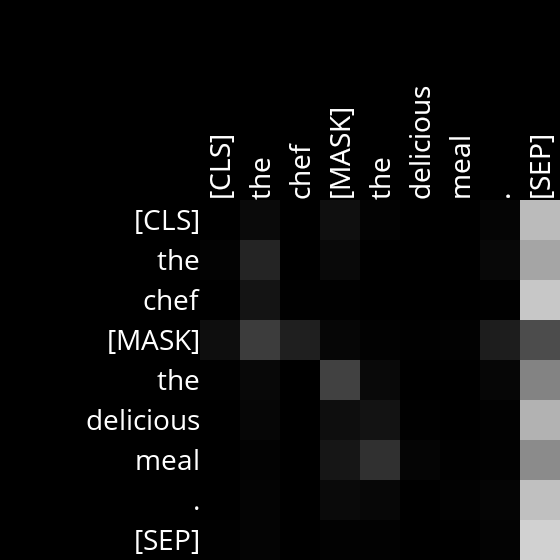 [CLS] the chef [MASK] the delicious meal . [SEP]
[CLS]
the
chef
[MASK]
the
delicious
meal
.
[SEP]